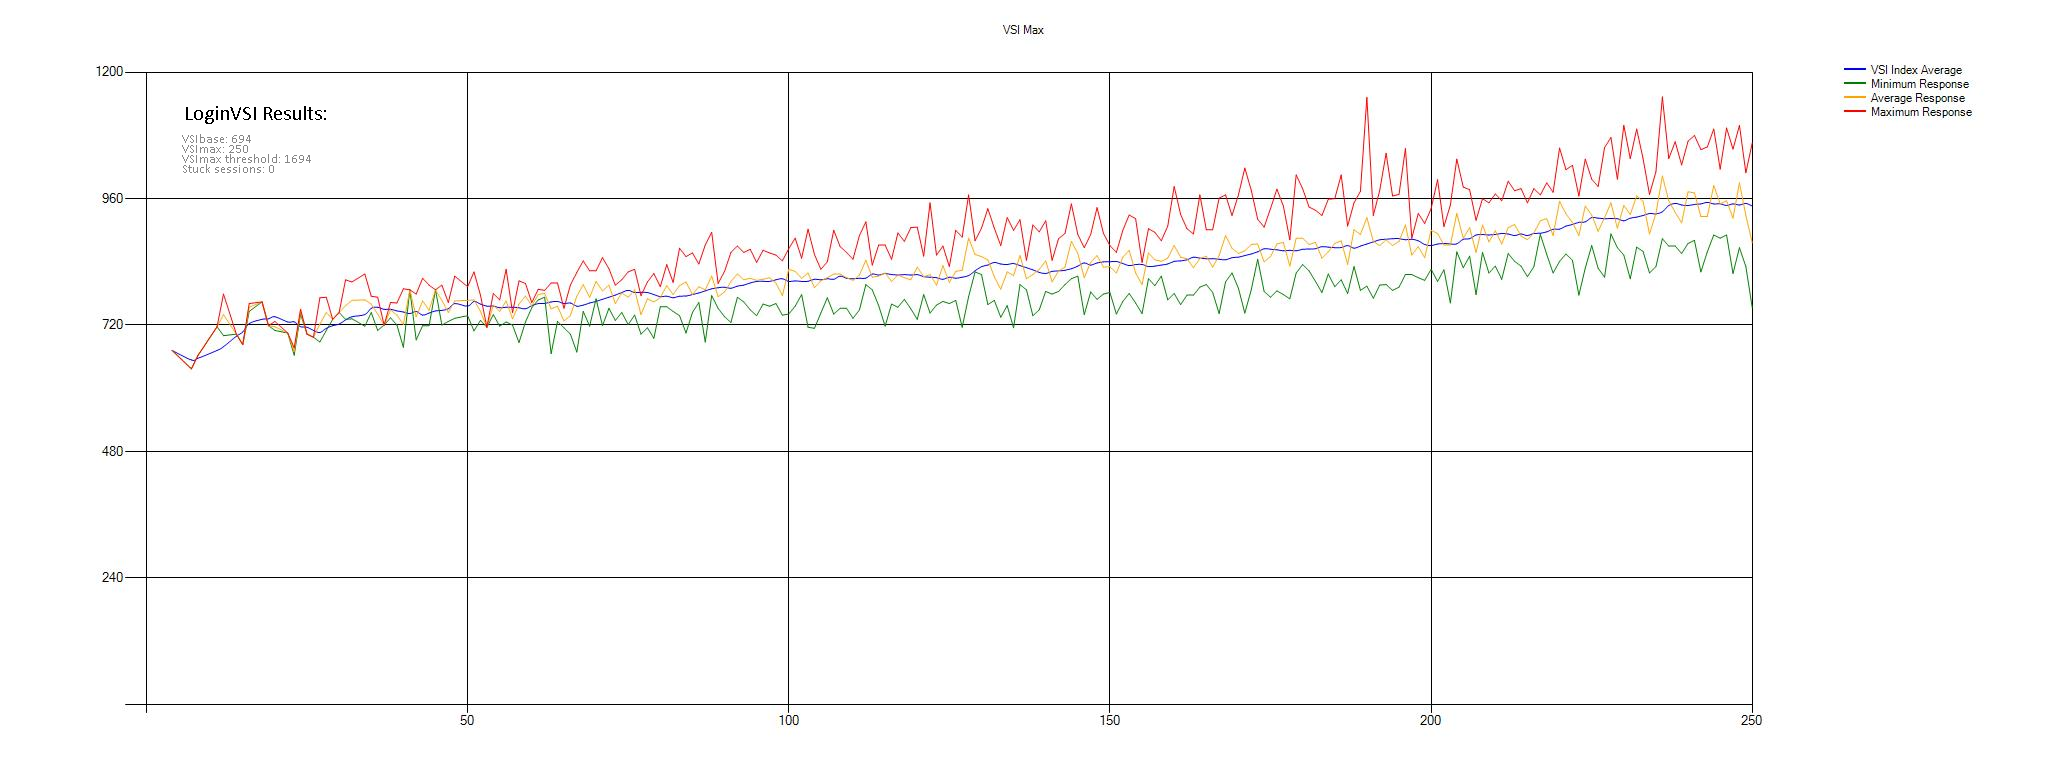 VSI Max
1200
960
720
480
240
50
100
150
200
250
LoginVSI Results:
VSIbase: 694
VSImax: 250
VSImax threshold: 1694
Stuck sessions: 0
VSI Index Average
Minimum Response
Average Response
Maximum Response